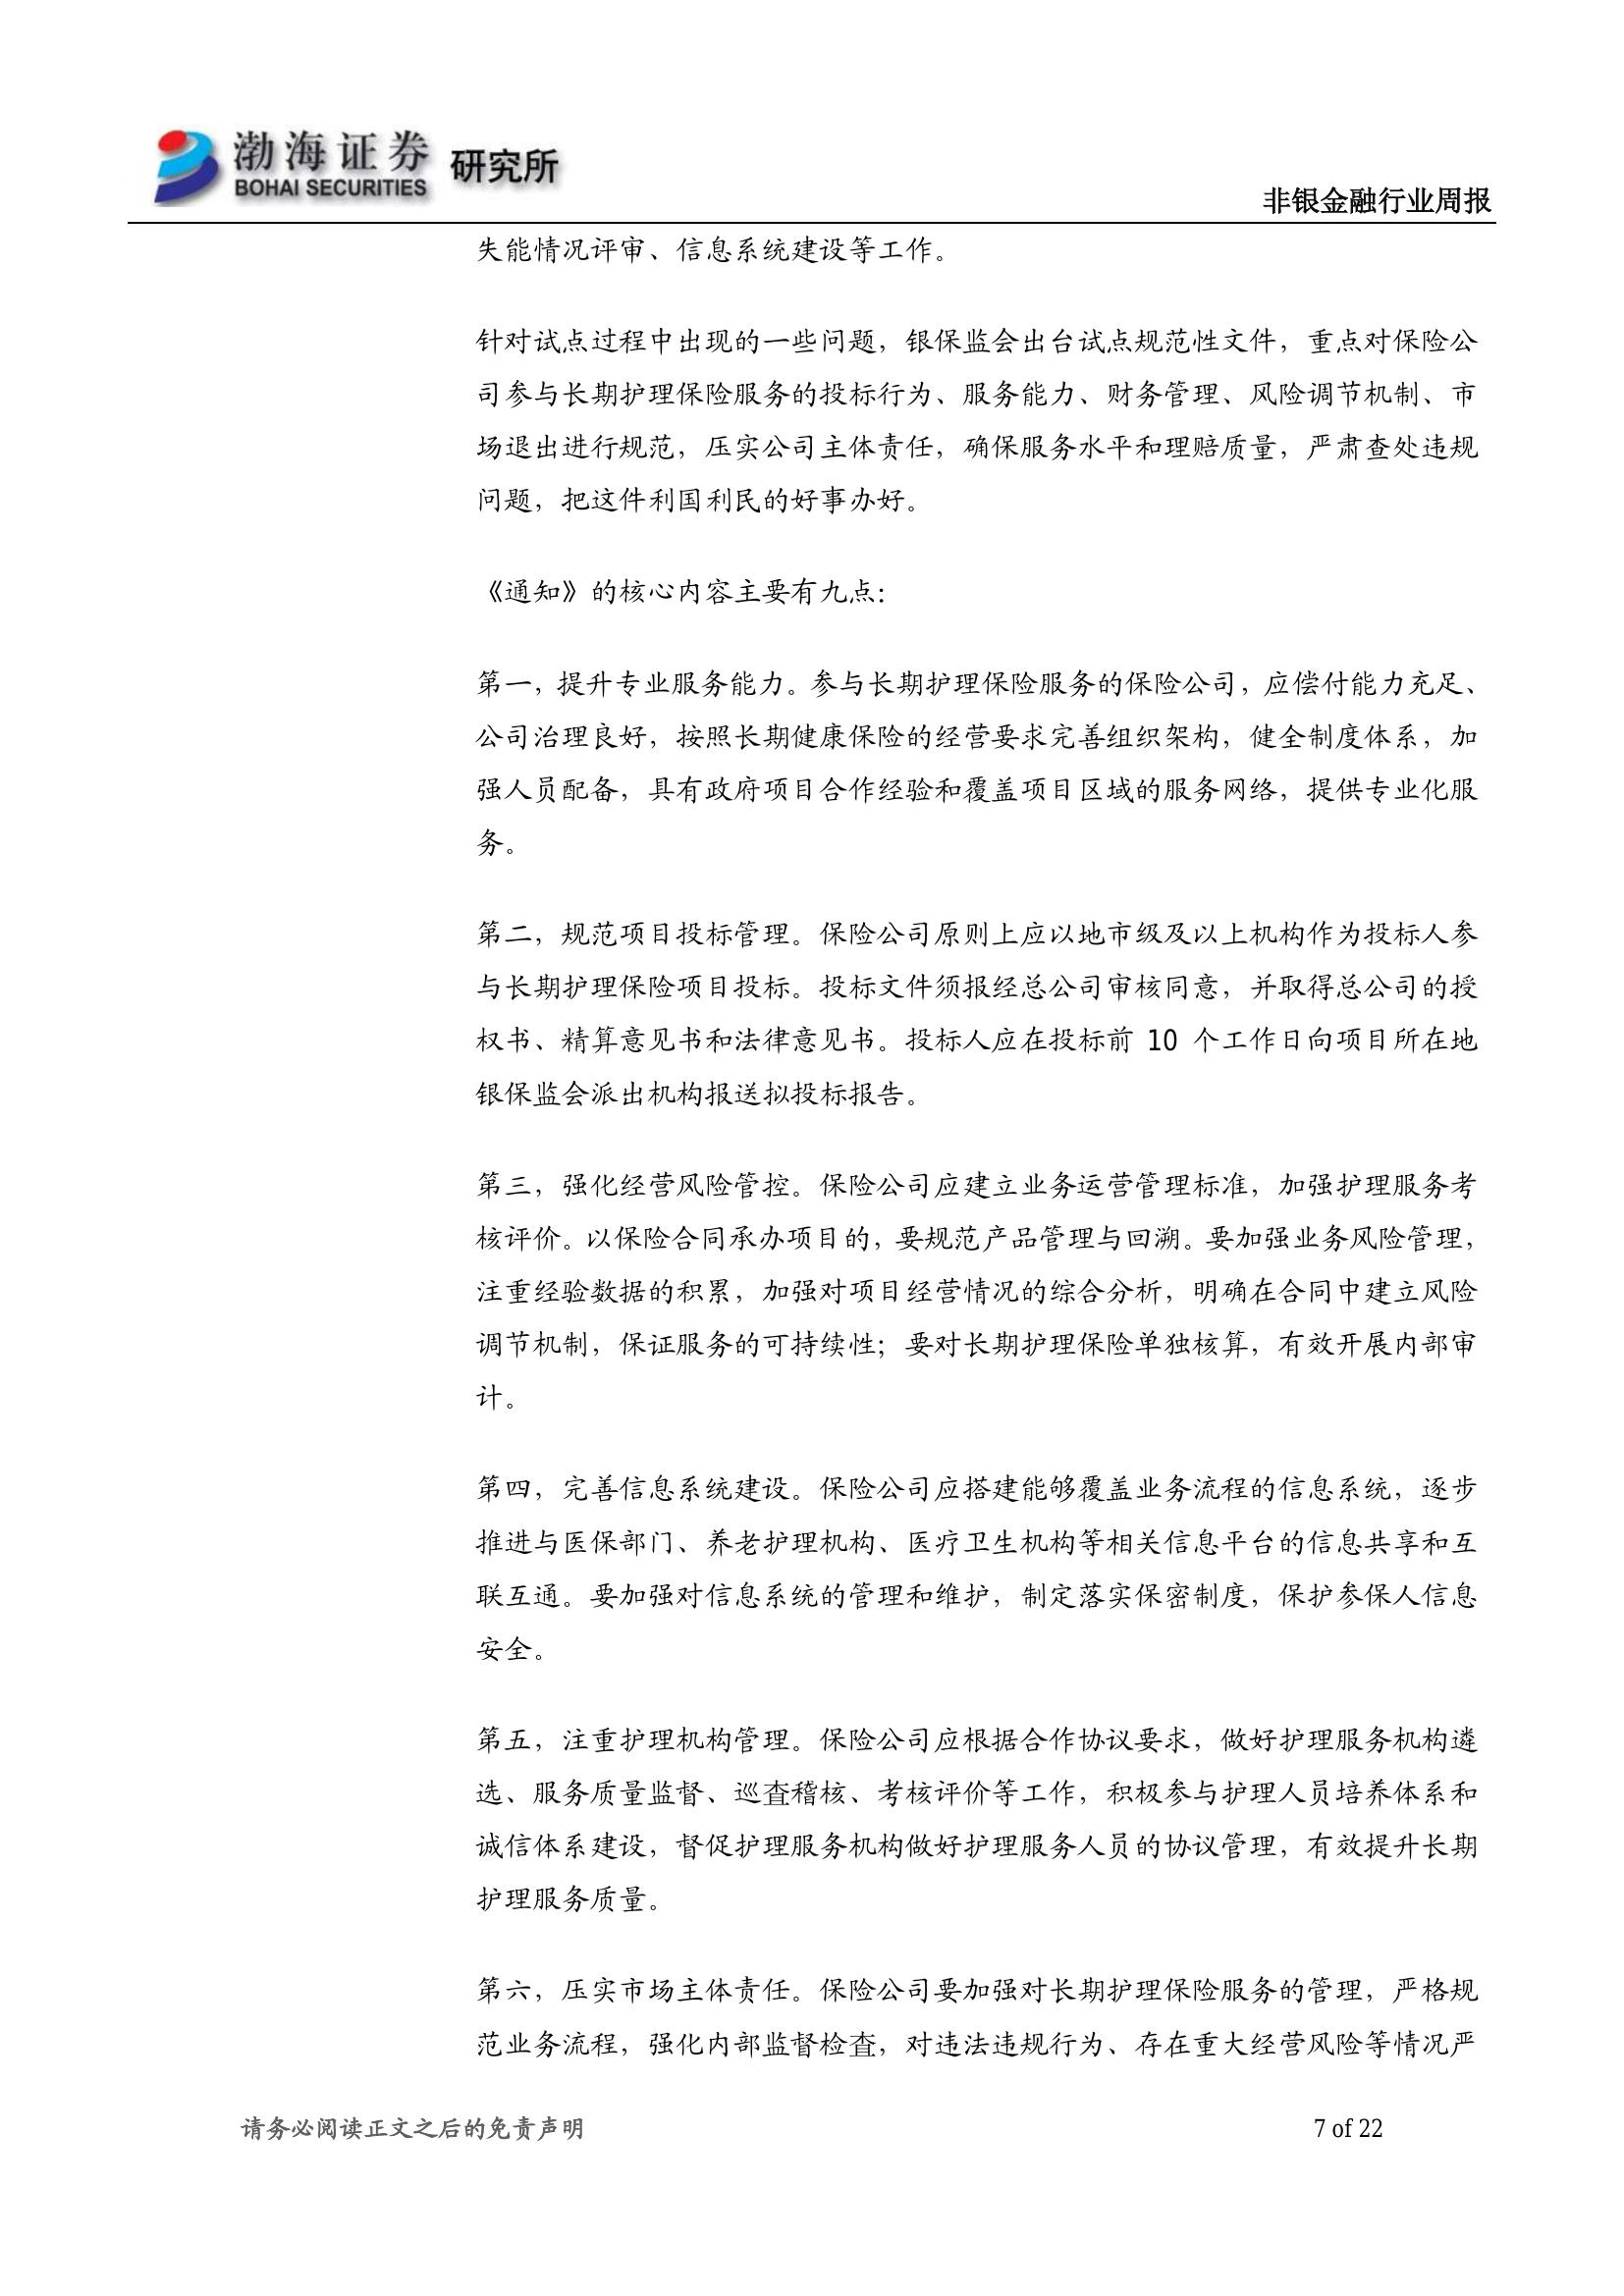 渤海证券 研究所
BOHAI SECURITIES
非银金融行业周报
失能情况评审、信息系统建设等工作。
针对试点过程中出现的一些问题，银保监会出台试点规范性文件，重点对保险公
司参与长期护理保险服务的投标行为、服务能力、财务管理、风险调节机制、市
场退出进行规范，压实公司主体责任，确保服务水平和理赔质量，严肃查处违规
问题，把这件利国利民的好事办好。
《通知》的核心内容主要有九点：
第一，提升专业服务能力。参与长期护理保险服务的保险公司，应偿付能力充足、
公司治理良好，按照长期健康保险的经营要求完善组织架构，健全制度体系，加
强人员配备，具有政府项目合作经验和覆盖项目区域的服务网络，提供专业化服
务。
第二，规范项目投标管理。保险公司原则上应以地市级及以上机构作为投标人参
与长期护理保险项目投标。投标文件须报经总公司审核同意，并取得总公司的授
权书、精算意见书和法律意见书。投标人应在投标前 10 个工作日向项目所在地
银保监会派出机构报送拟投标报告。
第三，强化经营风险管控。保险公司应建立业务运营管理标准，加强护理服务考
核评价。以保险合同承办项目的，要规范产品管理与回溯。要加强业务风险管理，
注重经验数据的积累，加强对项目经营情况的综合分析，明确在合同中建立风险
调节机制，保证服务的可持续性；要对长期护理保险单独核算，有效开展内部审
计。
第四，完善信息系统建设。保险公司应搭建能够覆盖业务流程的信息系统，逐步
推进与医保部门、养老护理机构、医疗卫生机构等相关信息平台的信息共享和互
联互通。要加强对信息系统的管理和维护，制定落实保密制度，保护参保人信息
安全。
第五，注重护理机构管理。保险公司应根据合作协议要求，做好护理服务机构遴
选、服务质量监督、巡查稽核、考核评价等工作，积极参与护理人员培养体系和
诚信体系建设，督促护理服务机构做好护理服务人员的协议管理，有效提升长期
护理服务质量。
第六，压实市场主体责任。保险公司要加强对长期护理保险服务的管理，严格规
范业务流程，强化内部监督检查，对违法违规行为、存在重大经营风险等情况严
请务必阅读正文之后的免责声明
7 of 22